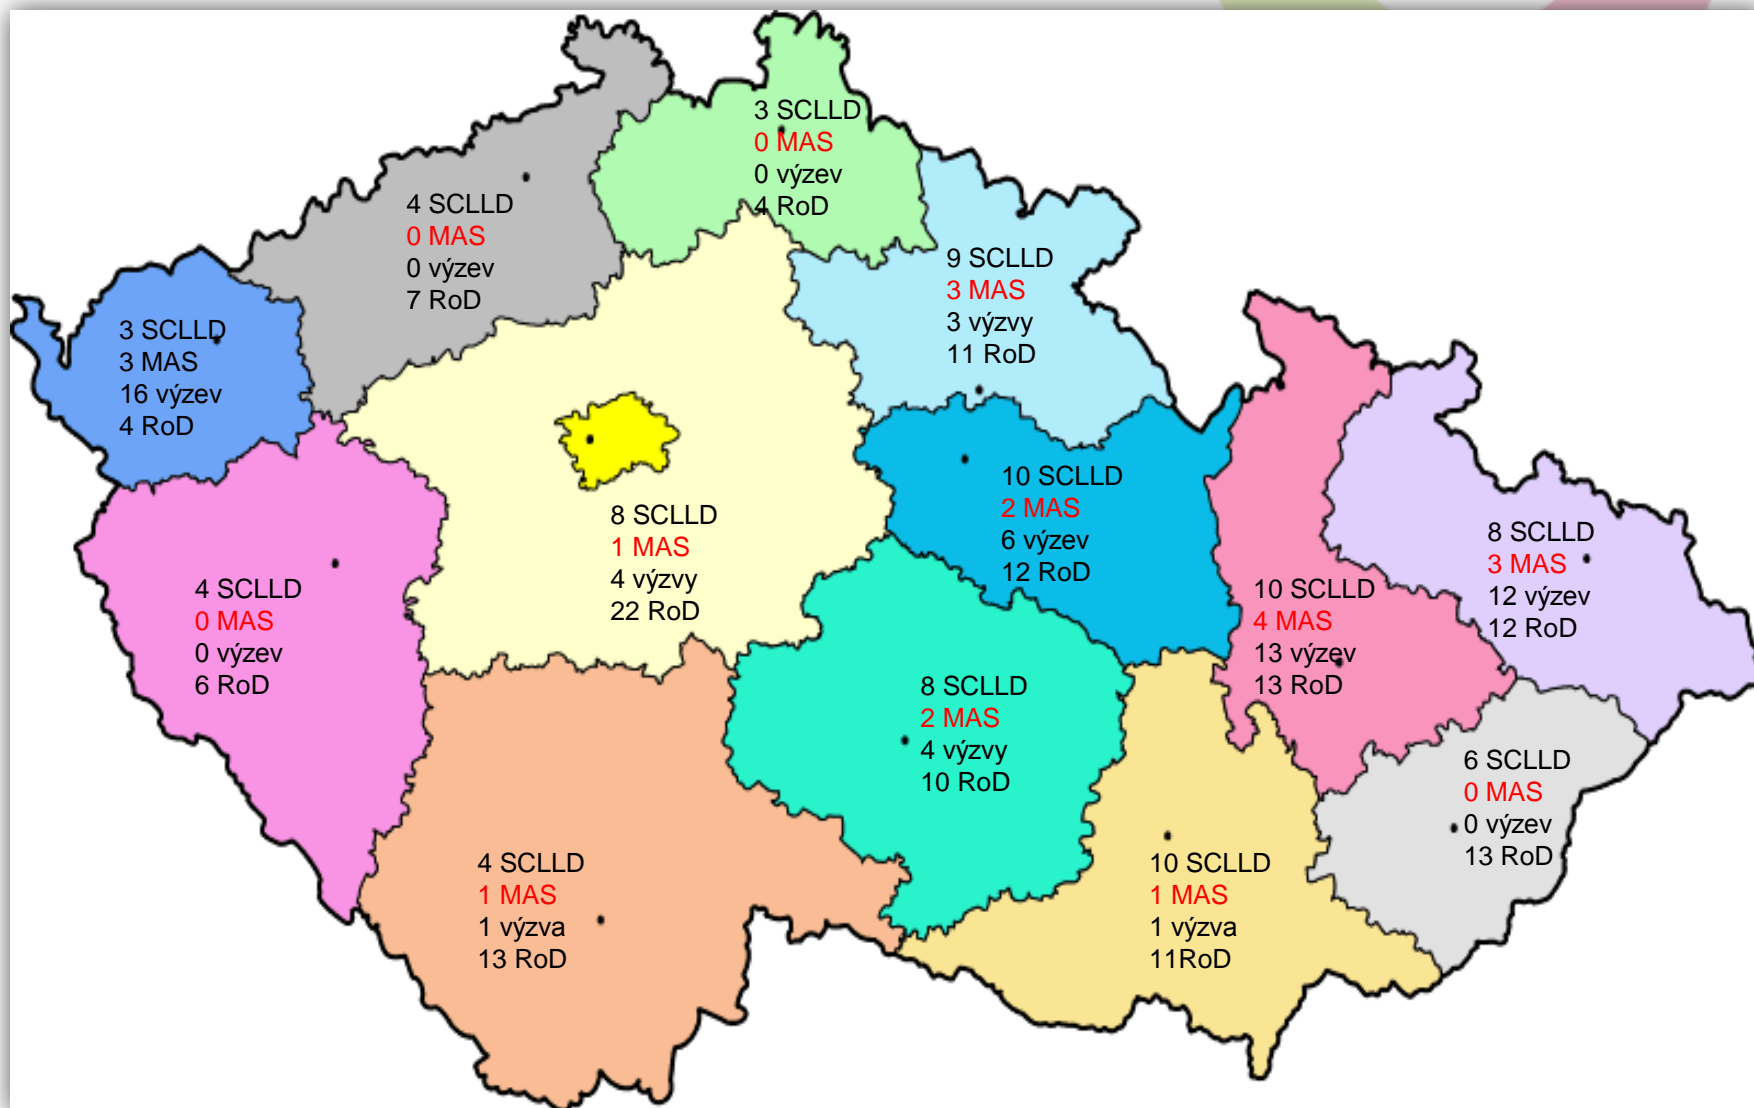 3 SCLLD
0 MAS
0 výzev
4 RoD
4 SCLLD
0 MAS
0 výzev
7 RoD
9 SCLLD
3 MAS
3 výzvy
11 RoD
3 SCLLD
3 MAS
16 výzev
4 RoD
10 SCLLD
2 MAS
6 výzev
12 RoD
8 SCLLD
1 MAS
4 výzvy
22 RoD
8 SCLLD
3 MAS
12 výzev
12 RoD
4 SCLLD
0 MAS
0 výzev
6 RoD
10 SCLLD
4 MAS
13 výzev
13 RoD
8 SCLLD
2 MAS
4 výzvy
10 RoD
6 SCLLD
0 MAS
0 výzev
13 RoD
4 SCLLD
1 MAS
1 výzva
13 RoD
10 SCLLD
1 MAS
1 výzva
11RoD